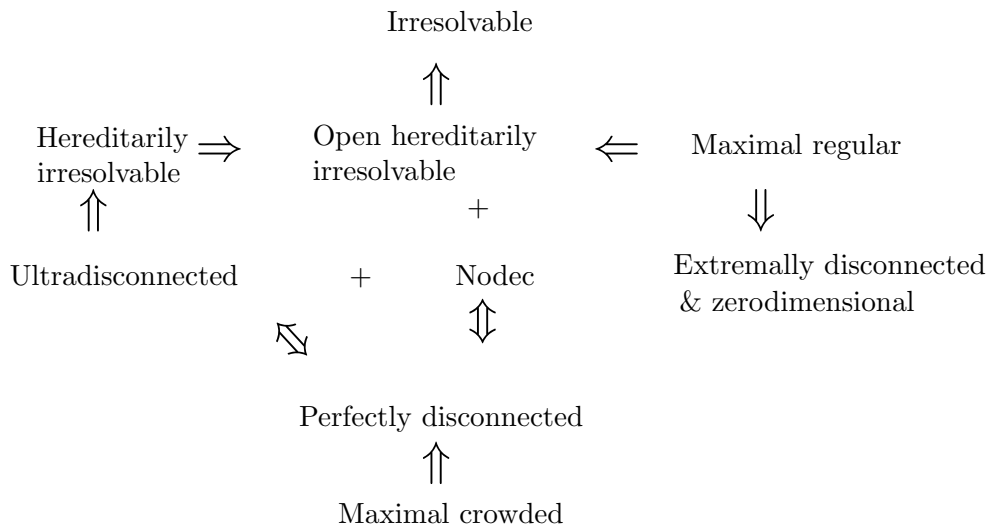 Irresolvable
⇑
Hereditarily
irresolvable
⇒
Open hereditarily
irresolvable
⇐
Maximal regular
⇑
+
⇓
Ultradisconnected
+
Nodec
Extremally disconnected
& zerodimensional
⇕
Perfectly disconnected
⇑
Maximal crowded